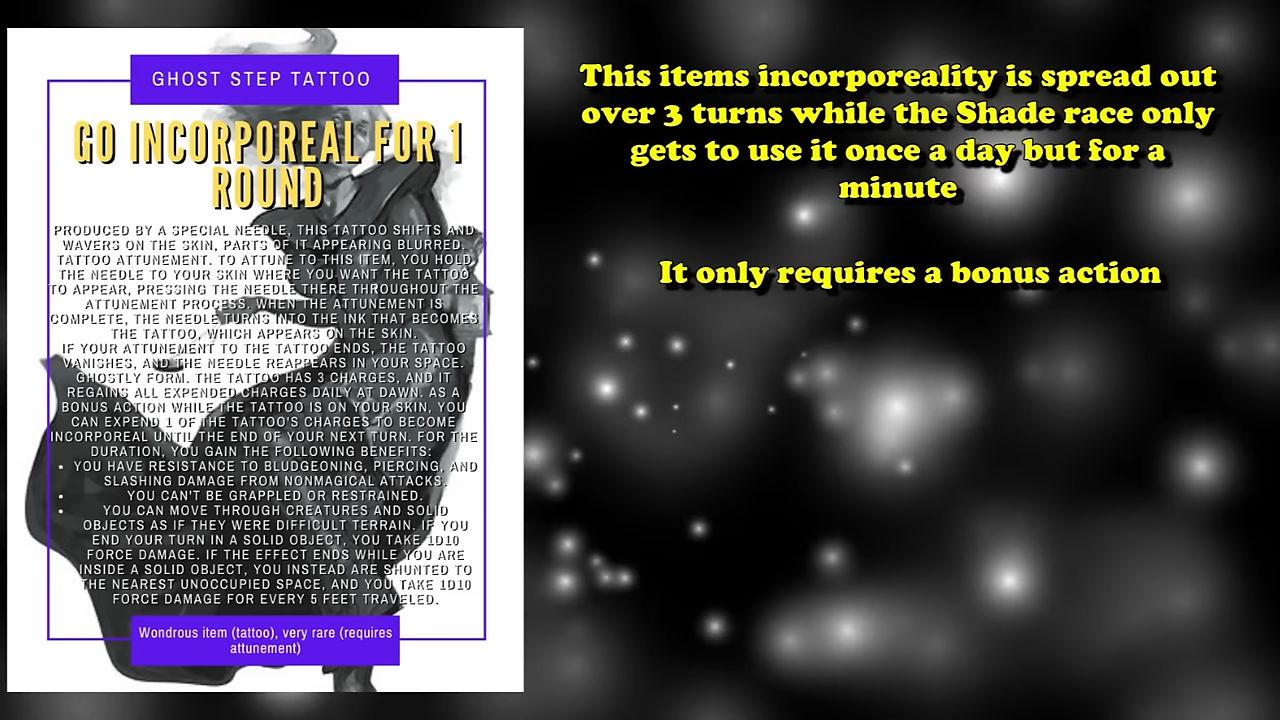 GHOST STEP TATTOO
GO INCORPOREAL FOR 1
ROUND
PRODUCED BY A SPECIAL NEEDLE, THIS TATTOO SHIFTS AND
WAVERS ON THE SKIN, PARTS OF IT APPEARING BLURRED.
TATTOO ATTUNEMENT. TO ATTUNE TO THIS ITEM, YOU HOLD
THE NEEDLE TO YOUR SKIN WHERE YOU WANT THE TATTOO
TO APPEAR, PRESSING THE NEEDLE THERE THROUGHOUT THE
ATTUNEMENT PROCESS. WHEN THE ATTUNEMENT IS
COMPLETE, THE NEEDLE TURNS INTO THE INK THAT BECOMES
THE TATTOO, WHICH APPEARS ON THE SKIN.
IF YOUR ATTUNEMENT TO THE TATTOO ENDS, THE TATTOO
VANISHES, AND THE NEEDLE REAPPEARS IN YOUR SPACE.
GHOSTLY FORM. THE TATTOO HAS 3 CHARGES, AND IT
REGAINS ALL EXPENDED CHARGES DAILY AT DAWN. AS A
BONUS ACTION WHILE THE TATTOO IS ON YOUR SKIN, YOU
CAN EXPEND 1 OF THE TATTOO'S CHARGES TO BECOME
INCORPOREAL UNTIL THE END OF YOUR NEXT TURN. FOR THE
DURATION, YOU GAIN THE FOLLOWING BENEFITS:
• YOU HAVE RESISTANCE TO BLUDGEONING, PIERCING, AND
SLASHING DAMAGE FROM NONMAGICAL ATTACKS.
• YOU CAN'T BE GRAPPLED OR RESTRAINED.
• YOU CAN MOVE THROUGH CREATURES AND SOLID
OBJECTS AS IF THEY WERE DIFFICULT TERRAIN. IF YOU
END YOUR TURN IN A SOLID OBJECT, YOU TAKE 1D10
FORCE DAMAGE. IF THE EFFECT ENDS WHILE YOU ARE
INSIDE A SOLID OBJECT, YOU INSTEAD ARE SHUNTED TO
THE NEAREST UNOCCUPIED SPACE, AND YOU TAKE 1D10
FORCE DAMAGE FOR EVERY 5 FEET TRAVELED.
Wondrous item (tattoo), very rare (requires
attunement)
This items incorporeality is spread out
over 3 turns while the Shade race only
gets to use it once a day but for a
minute
It only requires a bonus action